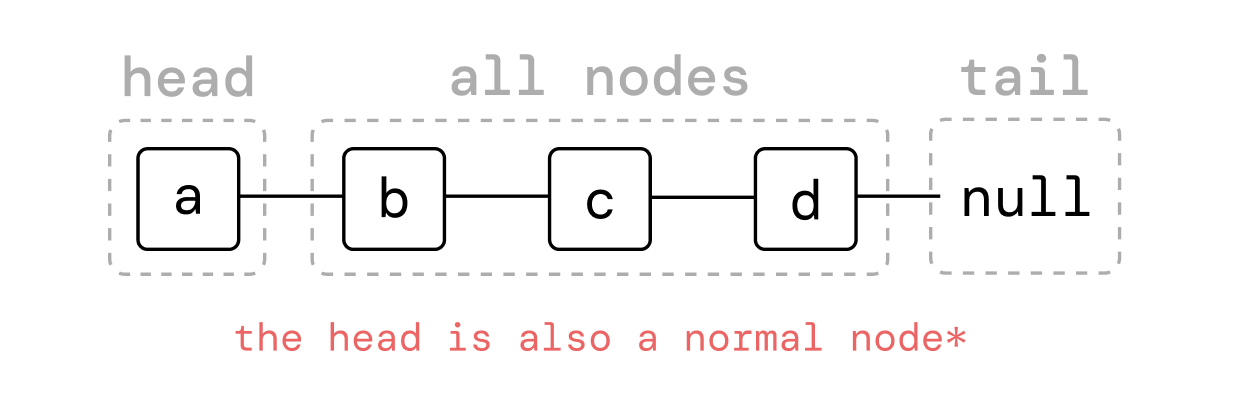 head all nodes tail
a b c d null
the head is also a normal node*